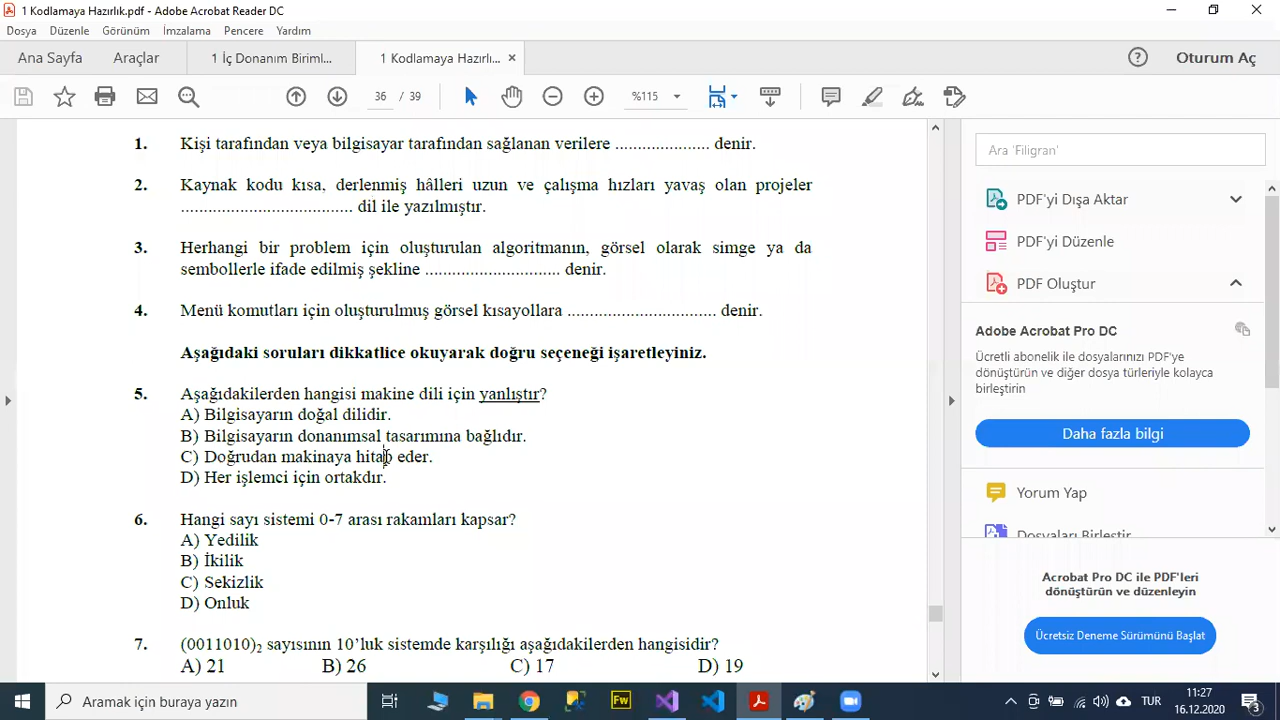 1 Kodlamaya Hazırlık.pdf - Adobe Acrobat Reader DC
Dosya Düzenle Görünüm İmzalama Pencere Yardım
Ana Sayfa Araçlar 1 İç Donanım Biriml... 1 Kodlamaya Hazırlı... × Oturum Aç
36 / 39 %115
1. Kişi tarafından veya bilgisayar tarafından sağlanan verilere ..................... denir.
2. Kaynak kodu kısa, derlenmiş hâlleri uzun ve çalışma hızları yavaş olan projeler
...................................... dil ile yazılmıştır.
3. Herhangi bir problem için oluşturulan algoritmanın, görsel olarak simge ya da
sembollerle ifade edilmiş şekline ............................. denir.
4. Menü komutları için oluşturulmuş görsel kısayollara ................................. denir.
Aşağıdaki soruları dikkatlice okuyarak doğru seçeneği işaretleyiniz.
5. Aşağıdakilerden hangisi makine dili için yanlıştır?
A) Bilgisayarın doğal dilidir.
B) Bilgisayarın donanımsal tasarımına bağlıdır.
C) Doğrudan makinaya hitap eder.
D) Her işlemci için ortakdır.
6. Hangi sayı sistemi 0-7 arası rakamları kapsar?
A) Yedilik
B) İkilik
C) Sekizlik
D) Onluk
7. (0011010)₂ sayısının 10’luk sistemde karşılığı aşağıdakilerden hangisidir?
A) 21 B) 26 C) 17 D) 19
Ara 'Filigran'
PDF'yi Dışa Aktar
PDF'yi Düzenle
PDF Oluştur
Adobe Acrobat Pro DC
Ücretli abonelik ile dosyalarınızı PDF'ye
dönüştürün ve diğer dosya türleriyle kolayca
birleştirin
Daha fazla bilgi
Yorum Yap
Dosyaları Birleştir
Acrobat Pro DC ile PDF'leri
dönüştürün ve düzenleyin
Ücretsiz Deneme Sürümünü Başlat
Aramak için buraya yazın
Fw
TUR
11:27
16.12.2020
3